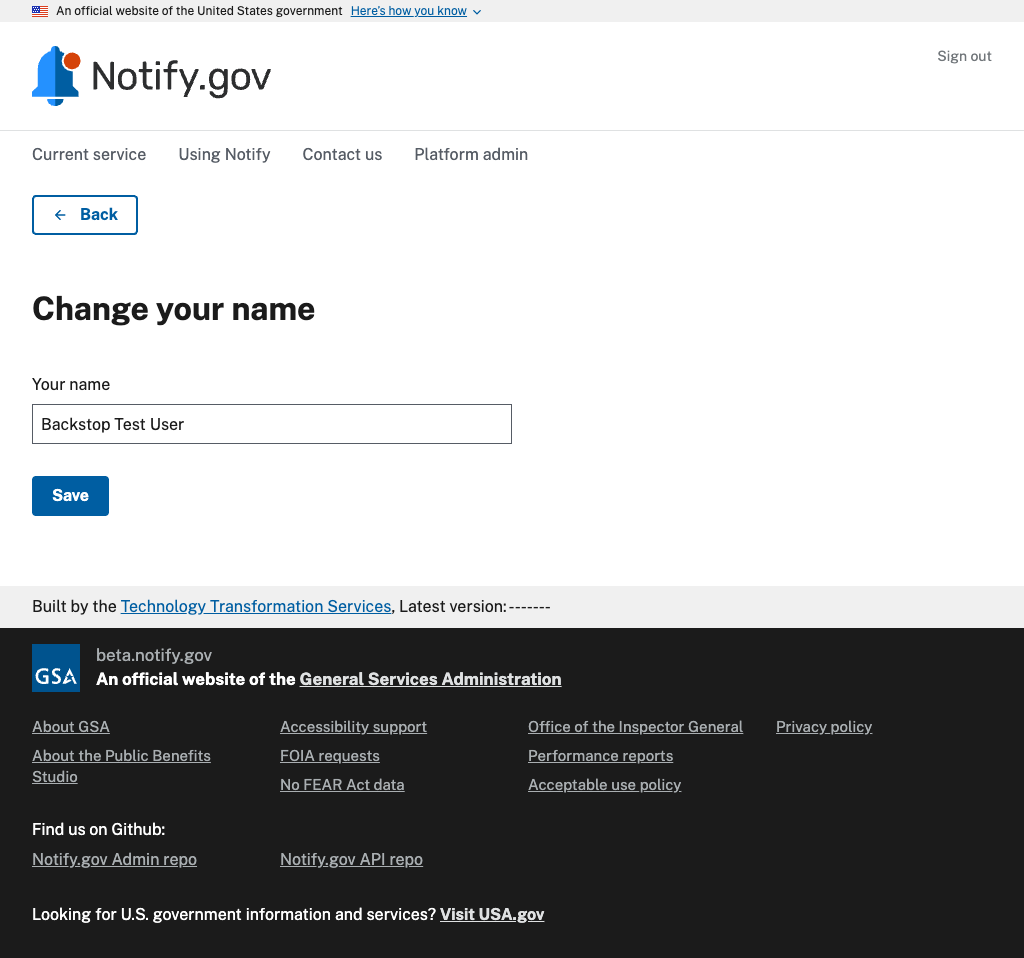 An official website of the United States government Here's how you know
Notify.gov
Sign out
Current service Using Notify Contact us Platform admin
Back
Change your name
Your name
Backstop Test User
Save
Built by the Technology Transformation Services, Latest version:-------
GSA
beta.notify.gov
An official website of the General Services Administration
About GSA Accessibility support Office of the Inspector General Privacy policy
About the Public Benefits Studio FOIA requests Performance reports
No FEAR Act data Acceptable use policy
Find us on Github:
Notify.gov Admin repo Notify.gov API repo
Looking for U.S. government information and services? Visit USA.gov